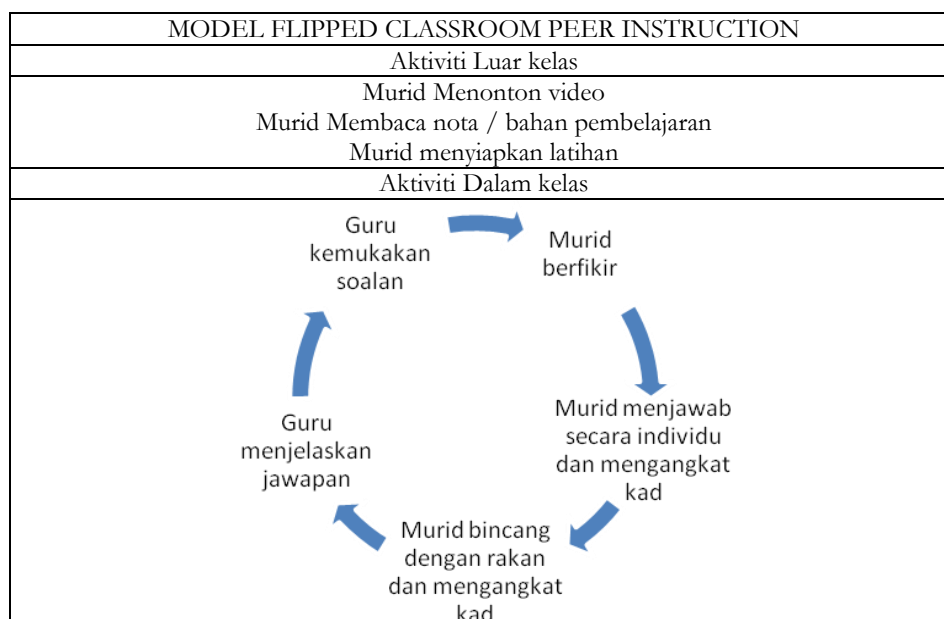 MODEL FLIPPED CLASSROOM PEER INSTRUCTION
Aktiviti Luar kelas
Murid Menonton video
Murid Membaca nota / bahan pembelajaran
Murid menyiapkan latihan
Aktiviti Dalam kelas
Guru
kemukakan
soalan
Murid
berfikir
Murid menjawab
secara individu
dan mengangkat
kad
Murid bincang
dengan rakan
dan mengangkat
kad
Guru
menjelaskan
jawapan